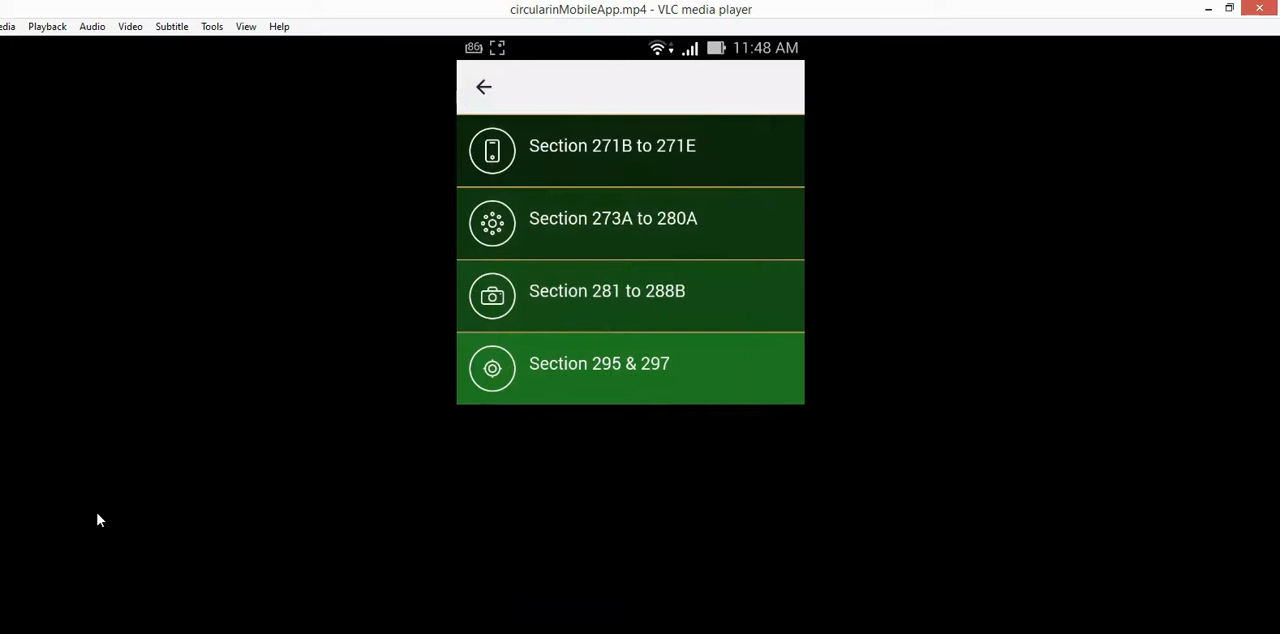 circularinMobileApp.mp4 - VLC media player
edia Playback Audio Video Subtitle Tools View Help
86 11:48 AM
Section 271B to 271E
Section 273A to 280A
Section 281 to 288B
Section 295 & 297